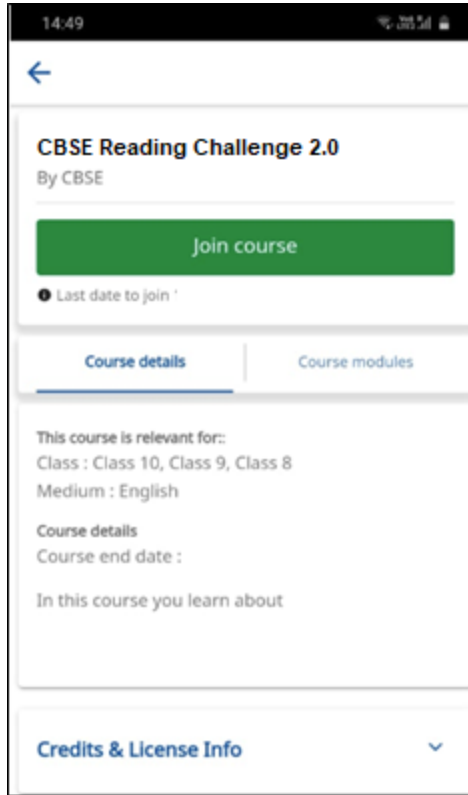 14:49
CBSE Reading Challenge 2.0
By CBSE
Join course
Last date to join '
Course details
Course modules
This course is relevant for::
Class : Class 10, Class 9, Class 8
Medium : English
Course details
Course end date :
In this course you learn about
Credits & License Info